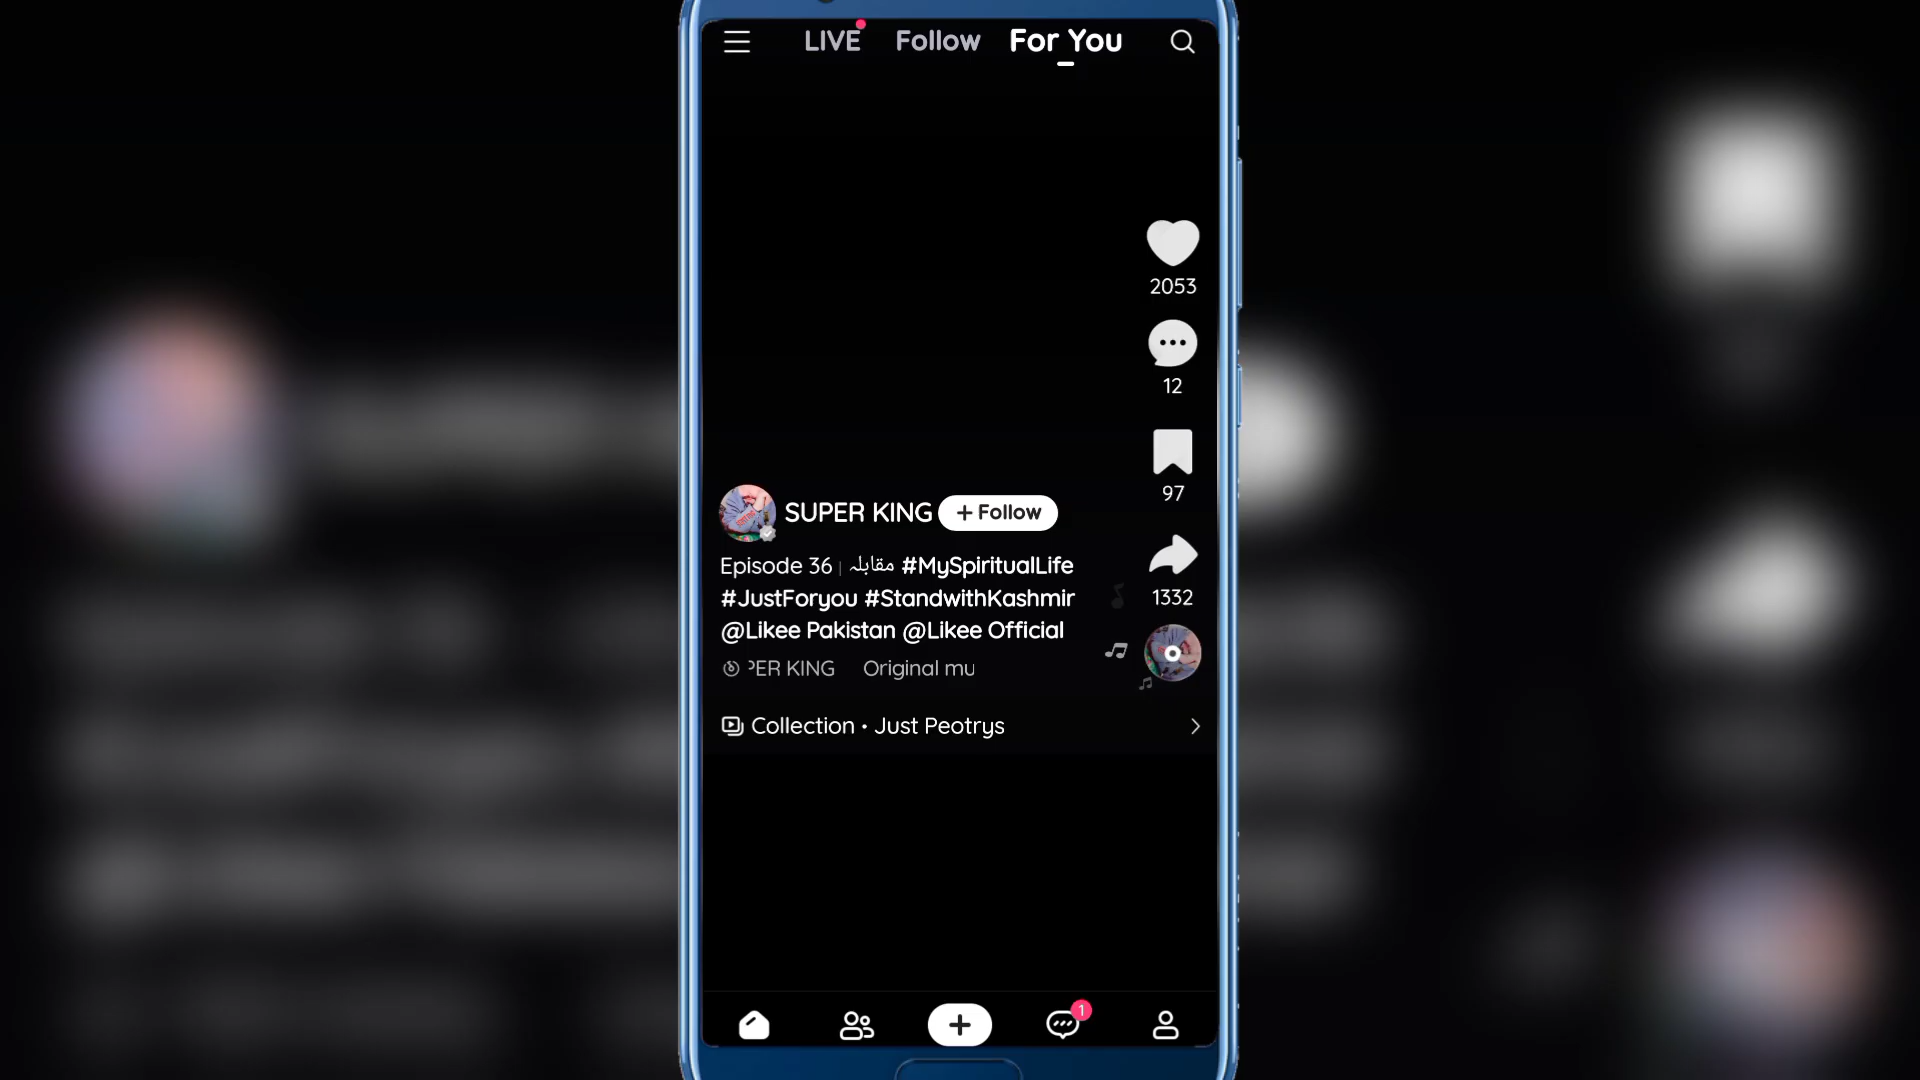 LIVE Follow For You
2053
12
97
SUPER KING + Follow
Episode 36 | مقابلہ #MySpiritualLife
#JustForyou #StandwithKashmir
@Likee Pakistan @Likee Official
1332
PER KING Original mu
Collection • Just Peotrys
1